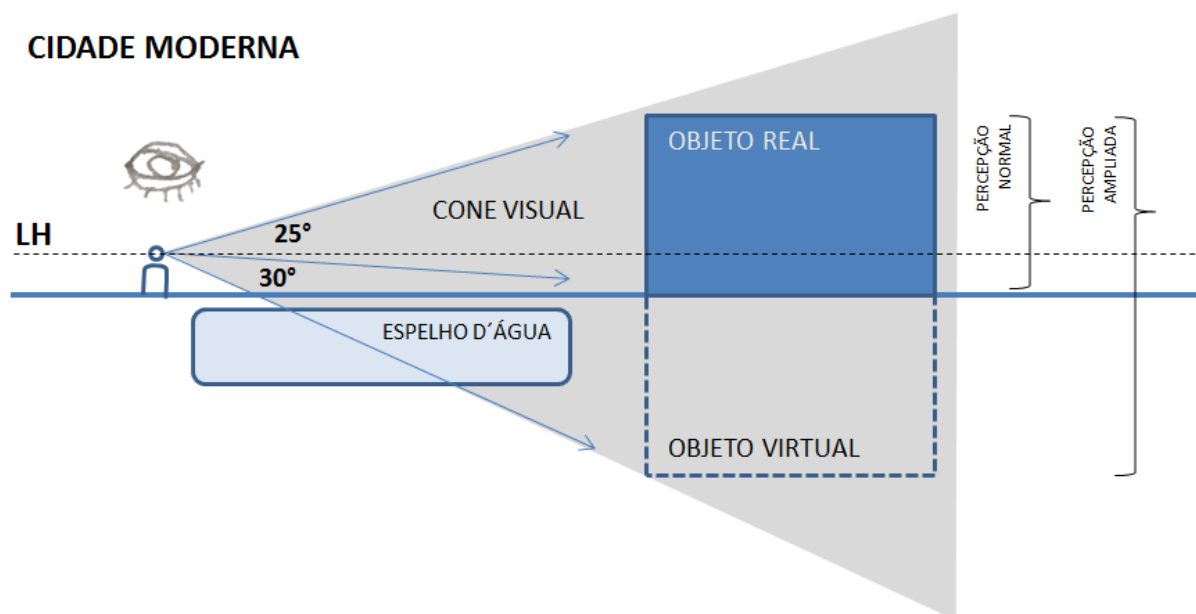 CIDADE MODERNA
OBJETO REAL
PERCEPÇÃO
NORMAL
PERCEPÇÃO
AMPLIADA
CONE VISUAL
LH
25°
30°
ESPELHO D´ÁGUA
OBJETO VIRTUAL